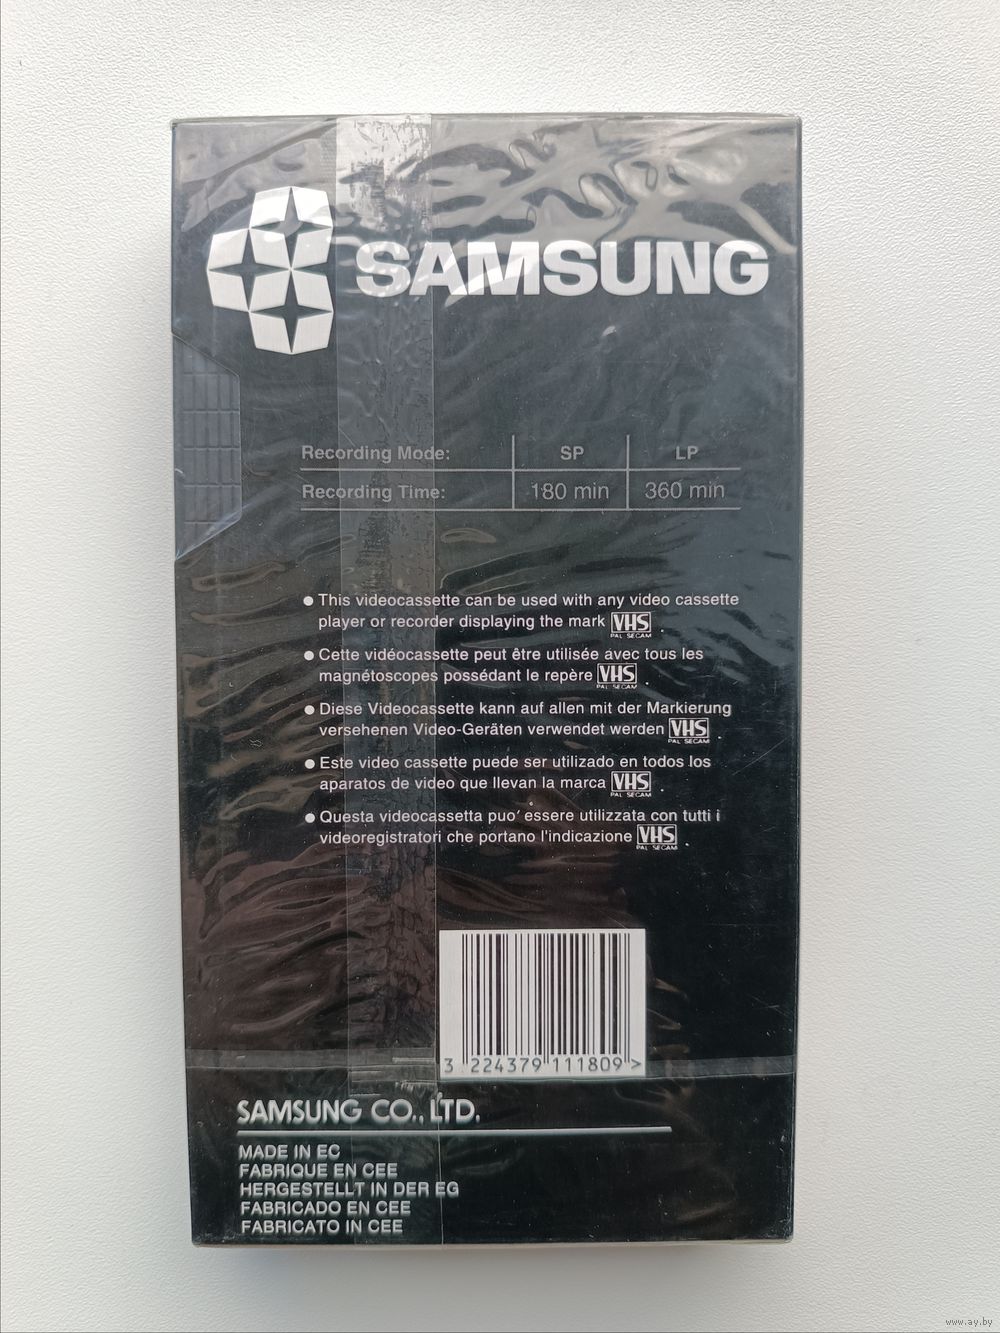 SAMSUNG
Recording Mode: SP LP
Recording Time: 180 min 360 min
● This videocassette can be used with any video cassette
player or recorder displaying the mark VHS PAL SECAM .
● Cette vidéocassette peut être utilisée avec tous les
magnétoscopes possédant le repère VHS PAL SECAM .
● Diese Videocassette kann auf allen mit der Markierung
versehenen Video-Geräten verwendet werden VHS PAL SECAM .
● Este video cassette puede ser utilizado en todos los
aparatos de video que llevan la marca VHS PAL SECAM .
● Questa videocassetta puo' essere utilizzata con tutti i
videoregistratori che portano l'indicazione VHS PAL SECAM .
3 224379 111809 >
SAMSUNG CO., LTD.
MADE IN EC
FABRIQUE EN CEE
HERGESTELLT IN DER EG
FABRICADO EN CEE
FABRICATO IN CEE
www.ay.by